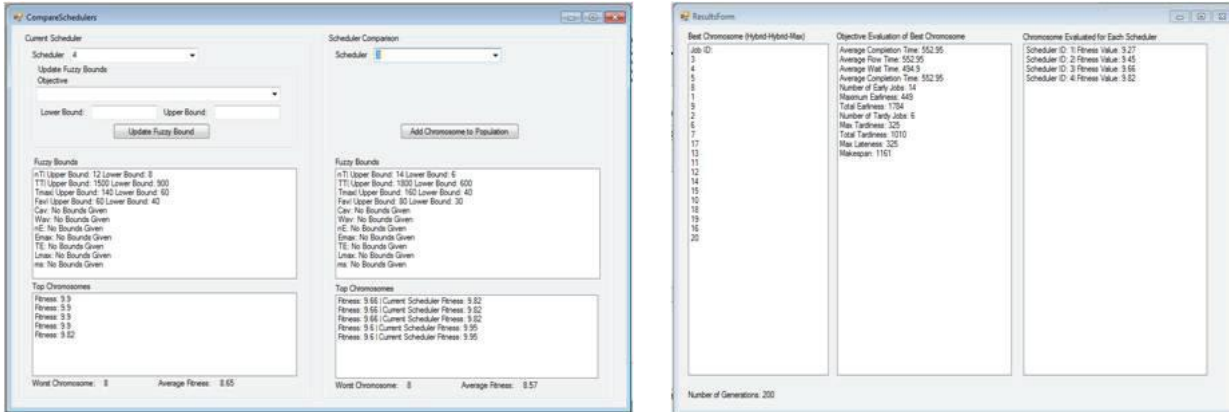 CompareSchedulers
Current Scheduler
Scheduler 4
Update Fuzzy Bounds
Objective
Lower Bound: Upper Bound:
Update Fuzzy Bound
Fuzzy Bounds
nT| Upper Bound: 12 Lower Bound: 8
TT| Upper Bound: 1500 Lower Bound: 900
Tmax| Upper Bound: 140 Lower Bound: 60
Fav| Upper Bound: 60 Lower Bound: 40
Cav: No Bounds Given
Wav: No Bounds Given
nE: No Bounds Given
Emax: No Bounds Given
TE: No Bounds Given
Lmax: No Bounds Given
ms: No Bounds Given
Top Chromosomes
Fitness: 9.9
Fitness: 9.9
Fitness: 9.9
Fitness: 9.9
Fitness: 9.82
Worst Chromosome: 8 Average Fitness: 8.65
Scheduler Comparison
Scheduler
Add Chromosome to Population
Fuzzy Bounds
nT| Upper Bound: 14 Lower Bound: 6
TT| Upper Bound: 1800 Lower Bound: 600
Tmax| Upper Bound: 160 Lower Bound: 40
Fav| Upper Bound: 80 Lower Bound: 30
Cav: No Bounds Given
Wav: No Bounds Given
nE: No Bounds Given
Emax: No Bounds Given
TE: No Bounds Given
Lmax: No Bounds Given
ms: No Bounds Given
Top Chromosomes
Fitness: 9.66 | Current Scheduler Fitness: 9.82
Fitness: 9.66 | Current Scheduler Fitness: 9.82
Fitness: 9.66 | Current Scheduler Fitness: 9.82
Fitness: 9.6 | Current Scheduler Fitness: 9.95
Fitness: 9.6 | Current Scheduler Fitness: 9.95
Worst Chromosome: 8 Average Fitness: 8.57
ResultsForm
Best Chromosome (Hybrid-Hybrid-Max)
Job ID:
3
4
5
8
1
9
2
6
7
17
13
11
12
14
15
10
18
19
16
20
Objective Evaluation of Best Chromosome
Average Completion Time: 552.95
Average Flow Time: 552.95
Average Wait Time: 494.9
Average Completion Time: 552.95
Number of Early Jobs: 14
Maximum Earliness: 449
Total Earliness: 1784
Number of Tardy Jobs: 6
Max Tardiness: 325
Total Tardiness: 1010
Max Lateness: 325
Makespan: 1161
Chromosome Evaluated for Each Scheduler
Scheduler ID: 1| Fitness Value: 9.27
Scheduler ID: 2| Fitness Value: 9.45
Scheduler ID: 3| Fitness Value: 9.66
Scheduler ID: 4| Fitness Value: 9.82
Number of Generations: 200